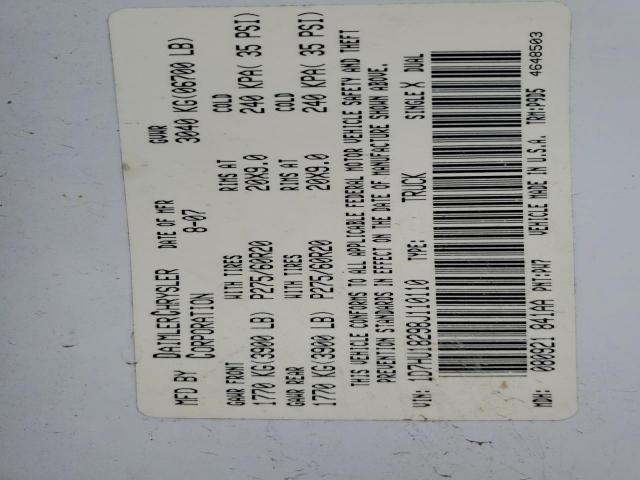 MFD BY DAIMLERCHRYSLER CORPORATION DATE OF MFR 8-07 GVWR 3040 KG(06700 LB)
GAWR FRONT WITH TIRES RIMS AT COLD
1770 KG(3900 LB) P275/60R20 20X9.0 240 KPA( 35 PSI)
GAWR REAR WITH TIRES RIMS AT COLD
1770 KG(3900 LB) P275/60R20 20X9.0 240 KPA( 35 PSI)
THIS VEHICLE CONFORMS TO ALL APPLICABLE FEDERAL MOTOR VEHICLE SAFETY AND THEFT
PREVENTION STANDARDS IN EFFECT ON THE DATE OF MANUFACTURE SHOWN ABOVE.
VIN: 1D7HU18298J110110 TYPE: TRUCK SINGLE X DUAL
MDH: 080921 841AA PNT:PW7 VEHICLE MADE IN U.S.A. TRM:P9D5
4648503